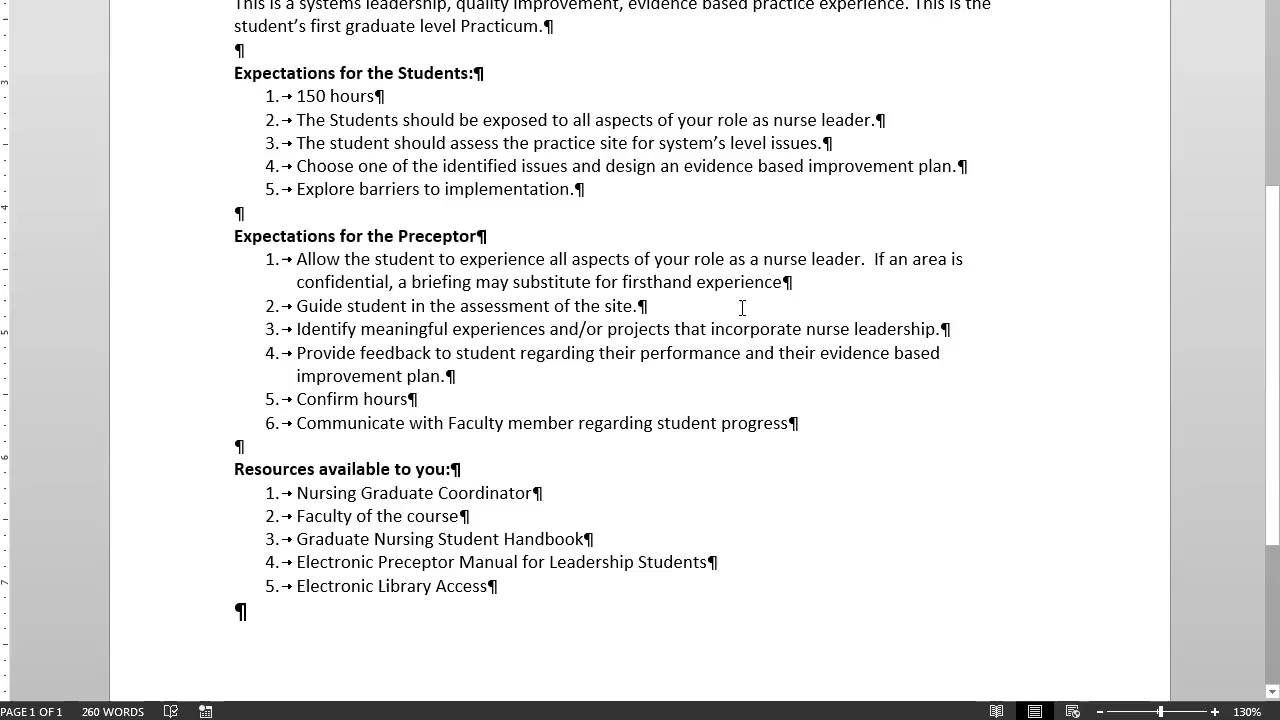 This is a systems leadership, quality improvement, evidence based practice experience. This is the
student’s first graduate level Practicum.¶
¶
Expectations for the Students:¶
1.→ 150 hours¶
2.→ The Students should be exposed to all aspects of your role as nurse leader.¶
3.→ The student should assess the practice site for system’s level issues.¶
4.→ Choose one of the identified issues and design an evidence based improvement plan.¶
5.→ Explore barriers to implementation.¶
¶
Expectations for the Preceptor¶
1.→ Allow the student to experience all aspects of your role as a nurse leader.  If an area is
confidential, a briefing may substitute for firsthand experience¶
2.→ Guide student in the assessment of the site.¶
3.→ Identify meaningful experiences and/or projects that incorporate nurse leadership.¶
4.→ Provide feedback to student regarding their performance and their evidence based
improvement plan.¶
5.→ Confirm hours¶
6.→ Communicate with Faculty member regarding student progress¶
¶
Resources available to you:¶
1.→ Nursing Graduate Coordinator¶
2.→ Faculty of the course¶
3.→ Graduate Nursing Student Handbook¶
4.→ Electronic Preceptor Manual for Leadership Students¶
5.→ Electronic Library Access¶
¶
3
4
5
6
7
PAGE 1 OF 1 260 WORDS 130%